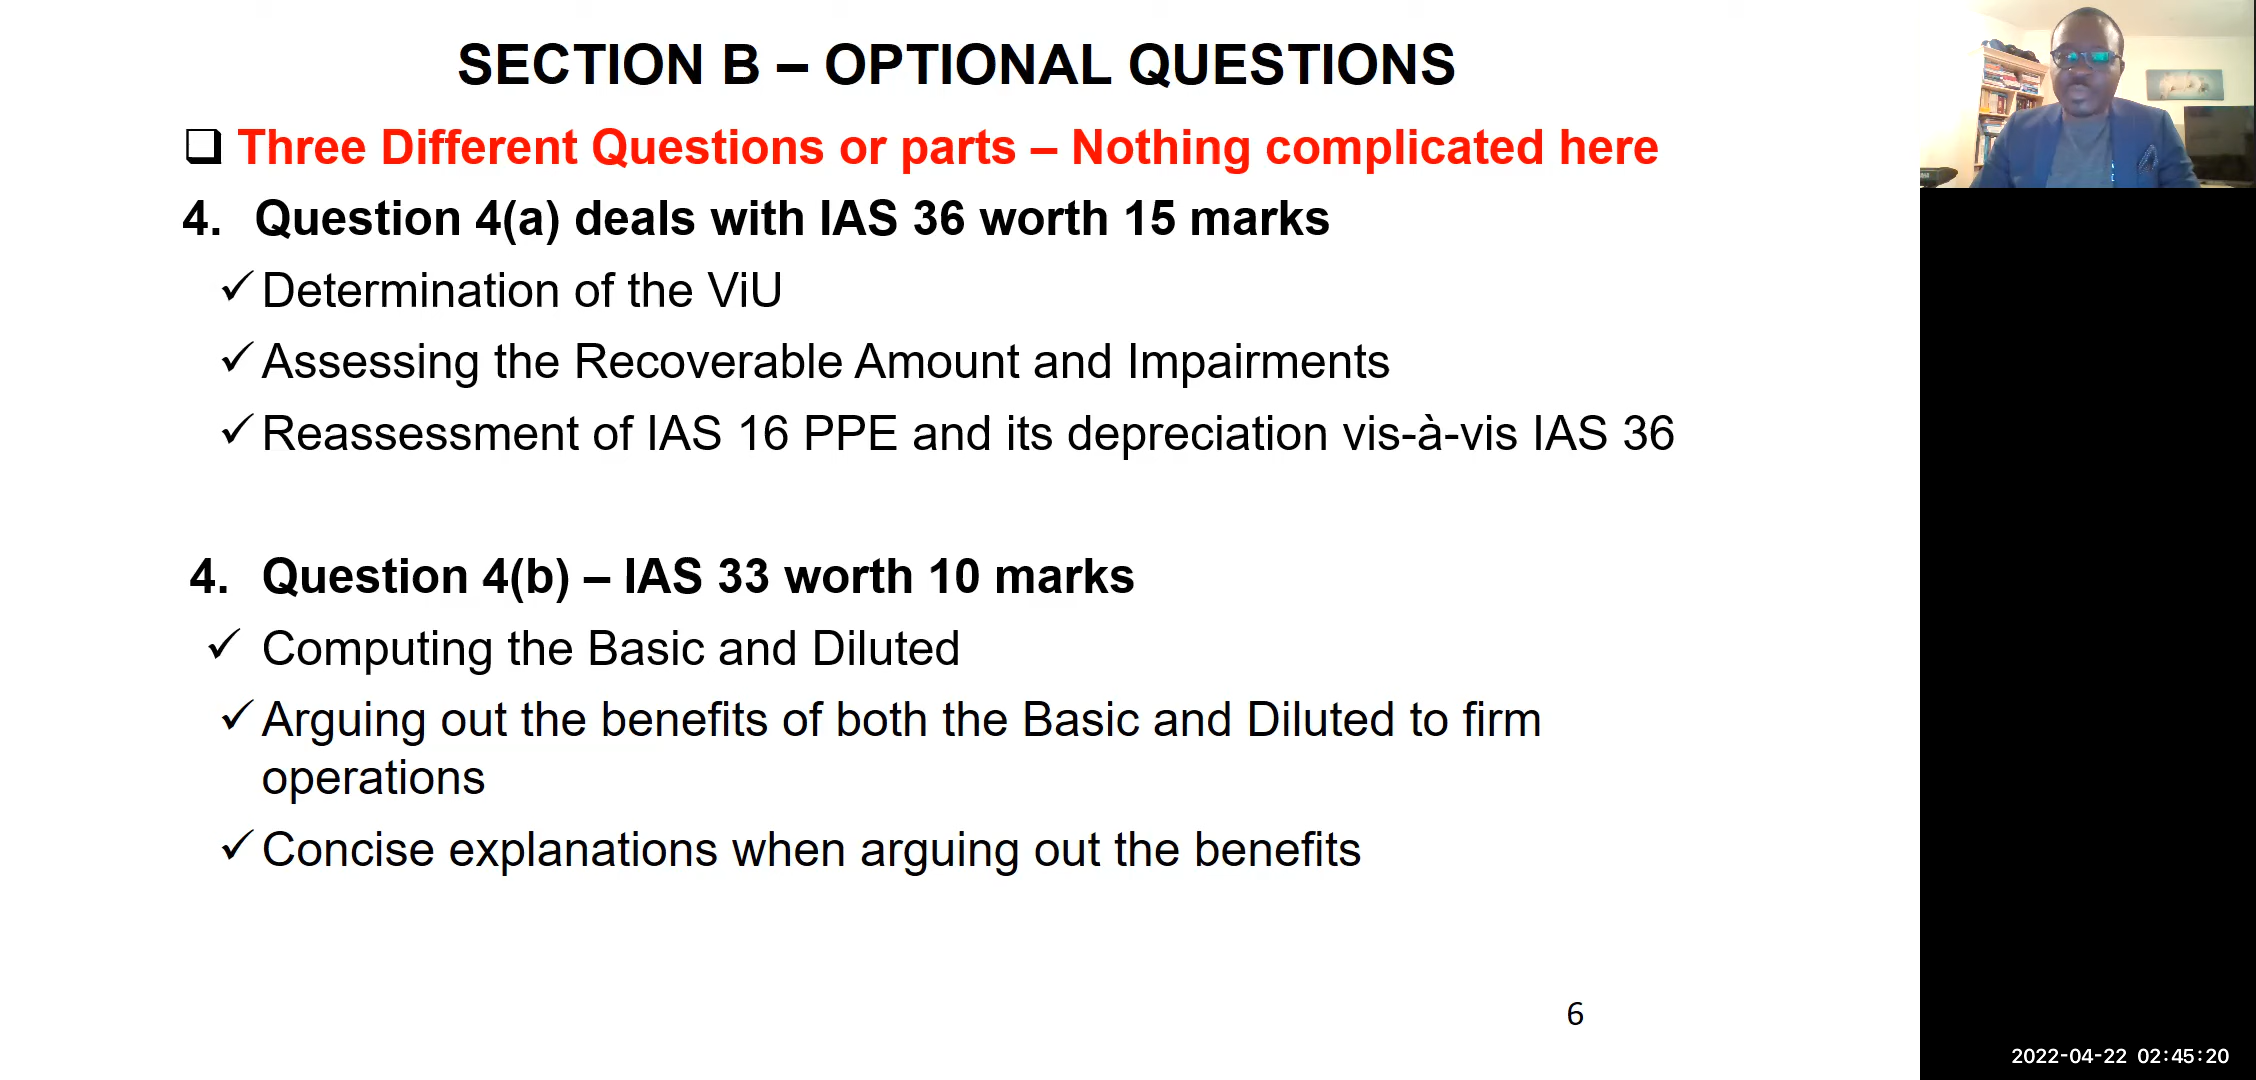 SECTION B – OPTIONAL QUESTIONS
❑ Three Different Questions or parts – Nothing complicated here
4. Question 4(a) deals with IAS 36 worth 15 marks
✓ Determination of the ViU
✓ Assessing the Recoverable Amount and Impairments
✓ Reassessment of IAS 16 PPE and its depreciation vis-à-vis IAS 36
4. Question 4(b) – IAS 33 worth 10 marks
✓ Computing the Basic and Diluted
✓ Arguing out the benefits of both the Basic and Diluted to firm
operations
✓ Concise explanations when arguing out the benefits
6
2022-04-22 02:45:20